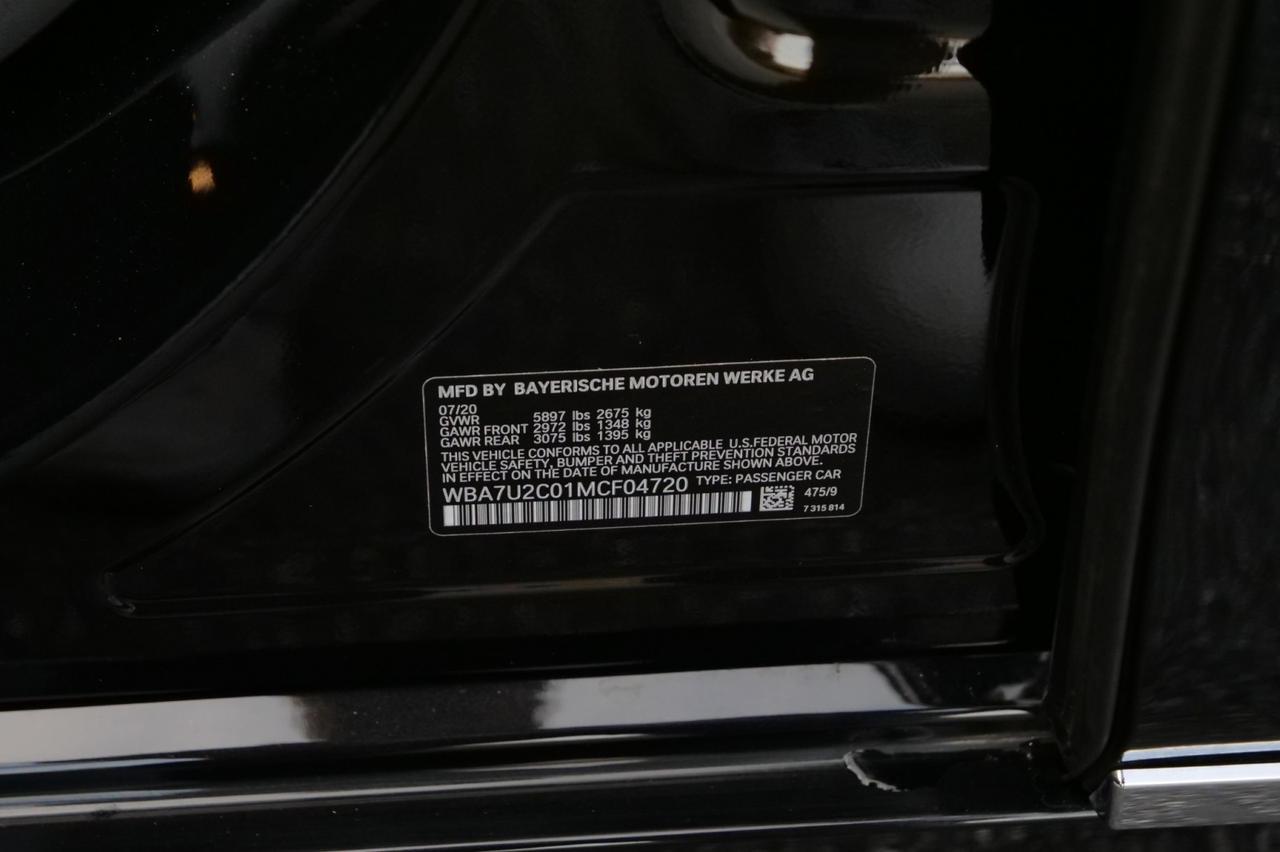 MFD BY BAYERISCHE MOTOREN WERKE AG
07/20
GVWR 5897 lbs 2675 kg
GAWR FRONT 2972 lbs 1348 kg
GAWR REAR 3075 lbs 1395 kg
THIS VEHICLE CONFORMS TO ALL APPLICABLE U.S.FEDERAL MOTOR
VEHICLE SAFETY, BUMPER AND THEFT PREVENTION STANDARDS
IN EFFECT ON THE DATE OF MANUFACTURE SHOWN ABOVE.
WBA7U2C01MCF04720 TYPE: PASSENGER CAR
475/9
7 315 814